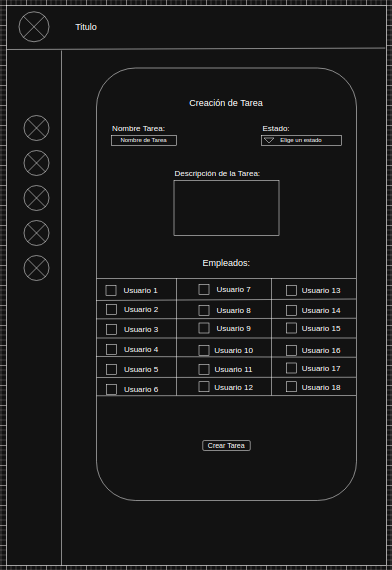 Titulo
Creación de Tarea
Nombre Tarea: Estado:
Nombre de Tarea Elige un estado
Descripción de la Tarea:
Empleados:
Usuario 1 Usuario 7 Usuario 13
Usuario 2 Usuario 8 Usuario 14
Usuario 3 Usuario 9 Usuario 15
Usuario 4 Usuario 10 Usuario 16
Usuario 5 Usuario 11 Usuario 17
Usuario 6 Usuario 12 Usuario 18
Crear Tarea